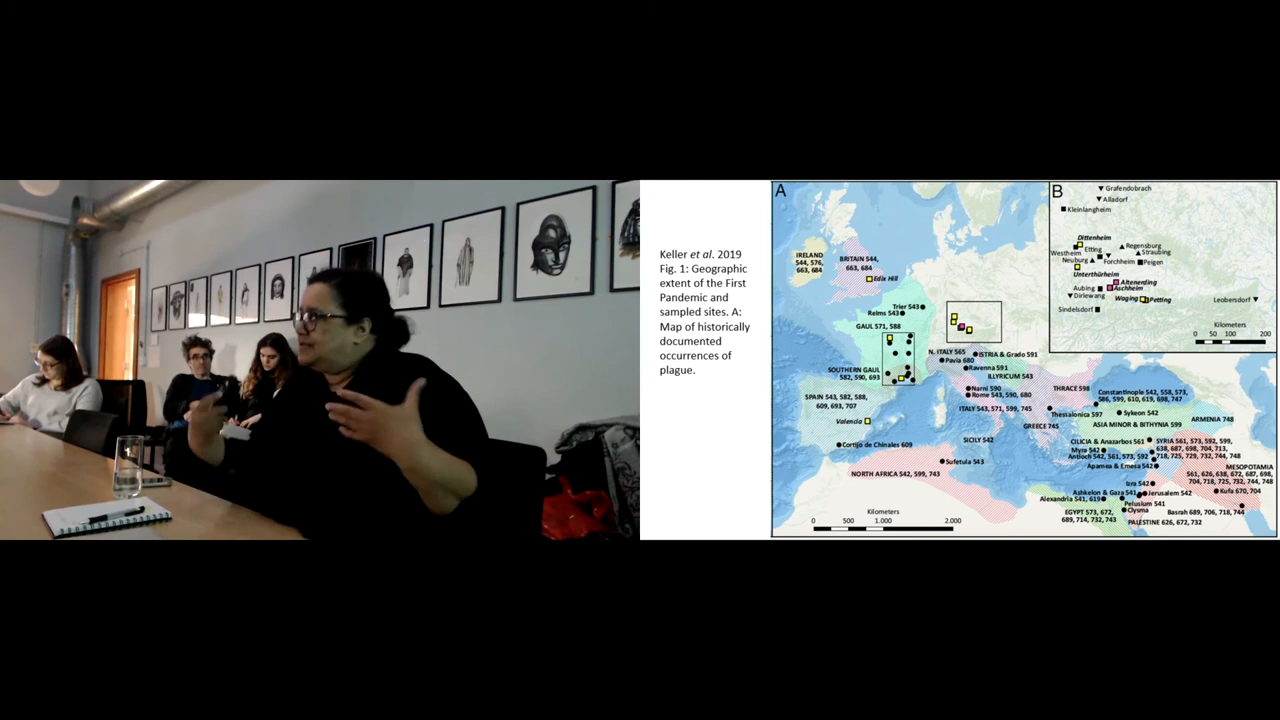 Keller et al. 2019
Fig. 1: Geographic
extent of the First
Pandemic and
sampled sites. A:
Map of historically
documented
occurrences of
plague.
A
IRELAND
544, 576,
663, 684
BRITAIN 544,
663, 684
Edix Hill
Trier 543
Reims 543
GAUL 571, 588
SOUTHERN GAUL
582, 590, 693
SPAIN 543, 582, 588,
609, 693, 707
Valencia
Cortijo de Chinales 609
N. ITALY 565
Pavia 680
ISTRIA & Grado 591
Ravenna 591
ILLYRICUM 543
Narni 590
Rome 543, 590, 680
ITALY 543, 571, 599, 745
SICILY 542
Sufetula 543
NORTH AFRICA 542, 599, 743
THRACE 598
Constantinople 542, 558, 573,
586, 599, 610, 619, 698, 747
Thessalonica 597
Sykeon 542
ARMENIA 748
GREECE 745
ASIA MINOR & BITHYNIA 599
CILICIA & Anazarbos 561
Myra 542
SYRIA 561, 573, 592, 599,
638, 687, 698, 704, 713,
718, 725, 729, 732, 744, 748
Antioch 542, 561, 573, 592
Apamea & Emesa 542
MESOPOTAMIA
561, 626, 638, 672, 687, 698,
704, 718, 725, 732, 744, 748
Izra 542
Kufa 670, 704
Ashkelon & Gaza 541
Jerusalem 542
Alexandria 541, 619
Pelusium 541
Clysma
Basrah 689, 706, 718, 744
EGYPT 573, 672,
689, 714, 732, 743
PALESTINE 626, 672, 732
Kilometers
0 500 1.000 2.000
B
Grafendobrach
Alladorf
Kleinlangheim
Dittenheim
Westheim
Etting
Regensburg
Straubing
Neuburg
Forchheim
Peigen
Unterthürheim
Altenerding
Aubing
Aschheim
Dirlewang
Waging
Petting
Leobersdorf
Sindelsdorf
Kilometers
0 50 100 200